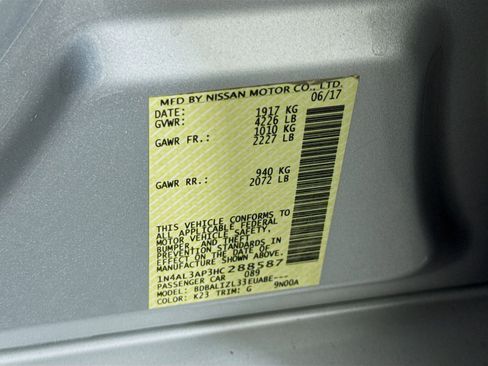 MFD BY NISSAN MOTOR CO., LTD.
DATE: 06/17
GVWR: 1917 KG
4226 LB
GAWR FR.: 1010 KG
2227 LB
GAWR RR.: 940 KG
2072 LB
THIS VEHICLE CONFORMS TO
ALL APPLICABLE FEDERAL
MOTOR VEHICLE SAFETY,
BUMPER, AND THEFT
PREVENTION STANDARDS IN
EFFECT ON THE DATE OF
MANUFACTURE SHOWN ABOVE.
1N4AL3AP3HC288587
PASSENGER CAR 089
MODEL: BDBALIZL33EUABE---
COLOR: K23 TRIM: G 9N00A